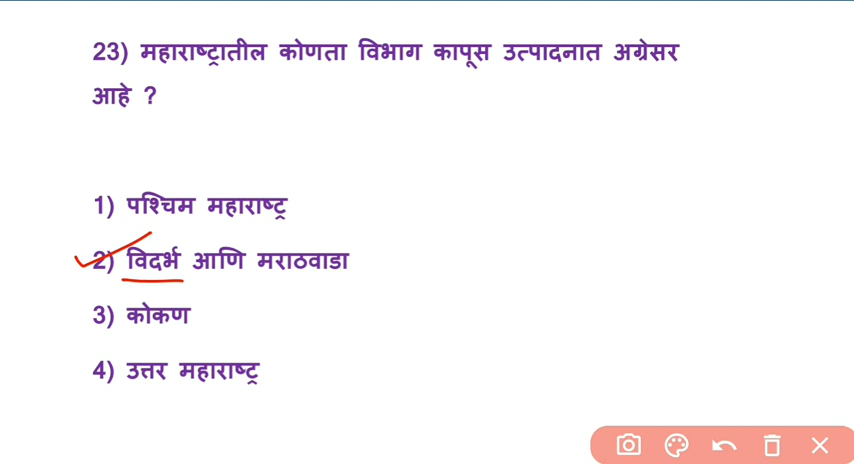 23) महाराष्ट्रातील कोणता विभाग कापूस उत्पादनात अग्रेसर
आहे ?
1) पश्चिम महाराष्ट्र
2) विदर्भ आणि मराठवाडा
3) कोकण
4) उत्तर महाराष्ट्र